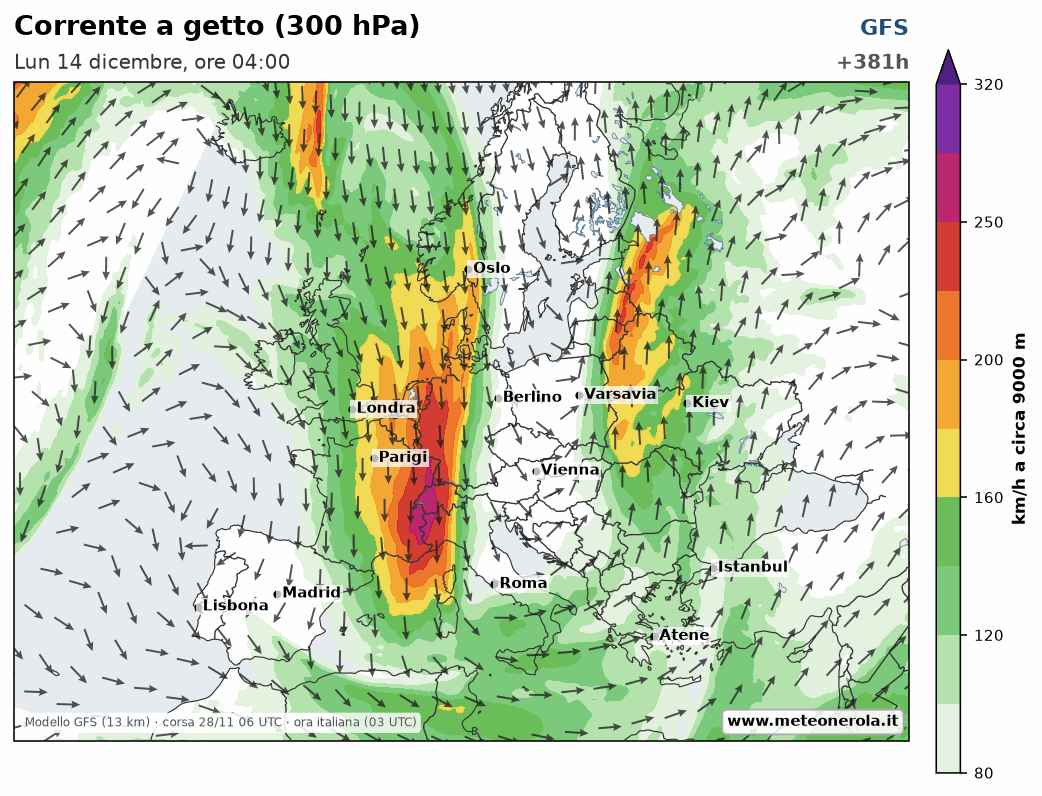 Corrente a getto (300 hPa)
GFS
Lun 14 dicembre, ore 04:00
+381h
320
250
200
160
120
80
km/h a circa 9000 m
Oslo
Berlino
Varsavia
Kiev
Londra
Parigi
Vienna
Istanbul
Roma
Madrid
Lisbona
Atene
Modello GFS (13 km) · corsa 28/11 06 UTC · ora italiana (03 UTC)
www.meteonerola.it